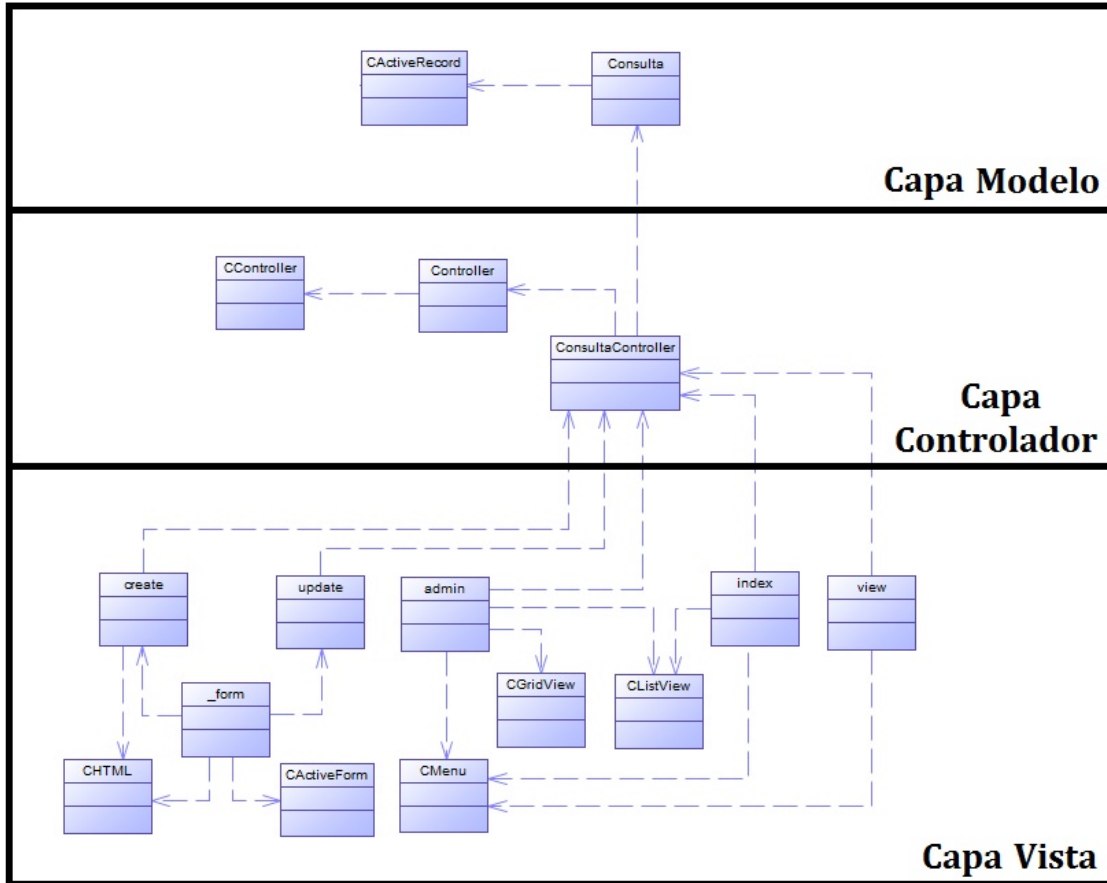 CActiveRecord
Consulta
Capa Modelo
CController
Controller
ConsultaController
Capa
Controlador
create
update
admin
index
view
_form
CGridView
CListView
CHTML
CActiveForm
CMenu
Capa Vista